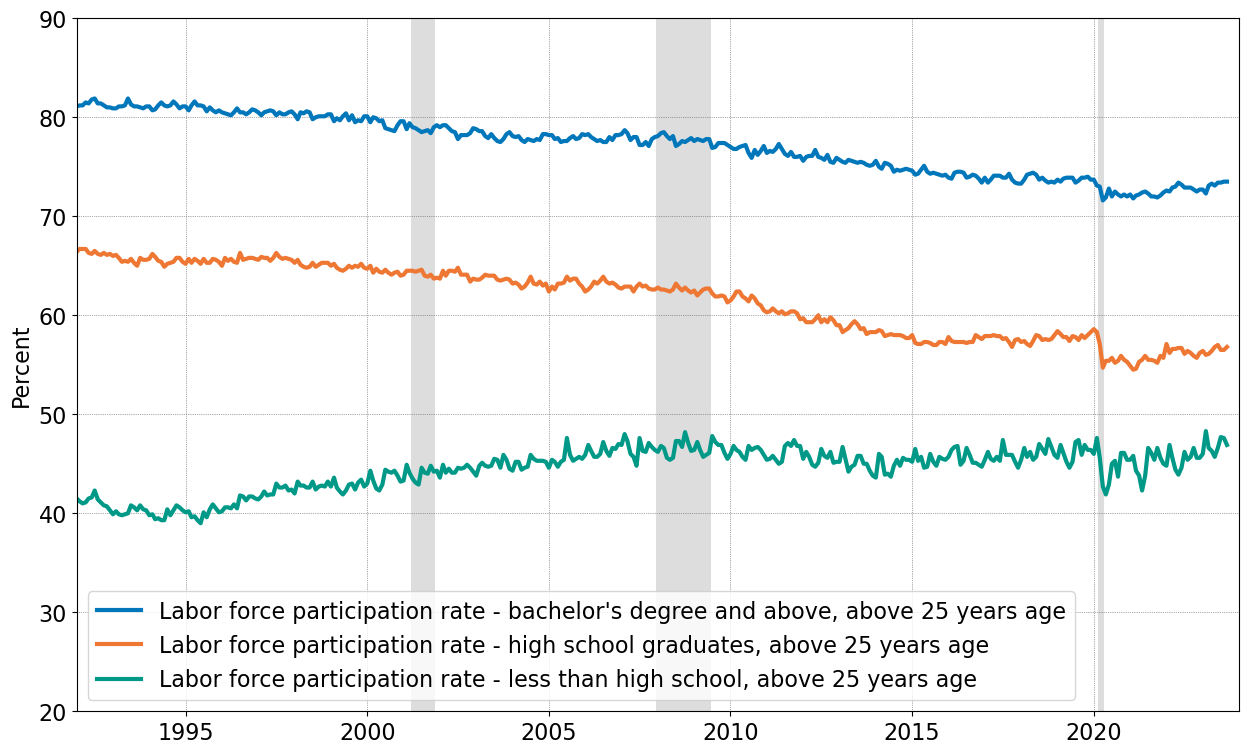 90
80
70
60
50
40
30
20
Percent
Labor force participation rate - bachelor's degree and above, above 25 years age
Labor force participation rate - high school graduates, above 25 years age
Labor force participation rate - less than high school, above 25 years age
1995 2000 2005 2010 2015 2020